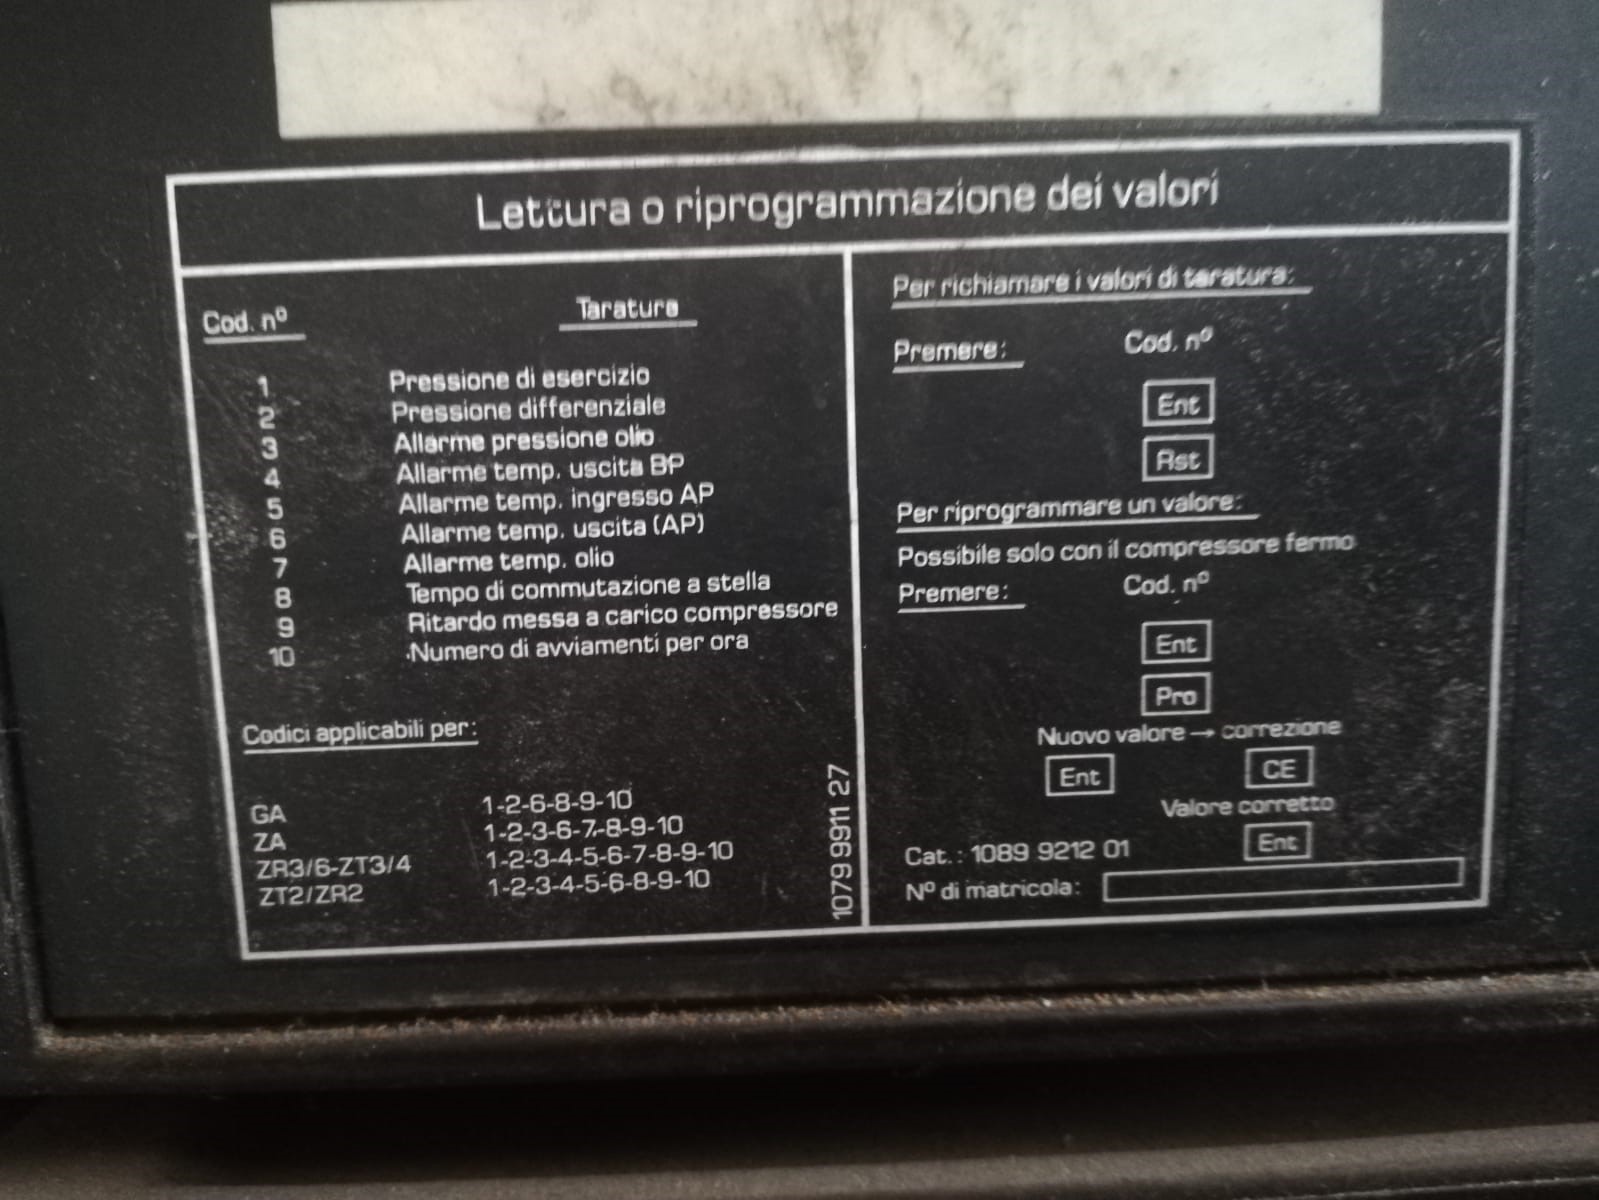 Lettura o riprogrammazione dei valori
Cod. nº Taratura
1 Pressione di esercizio
2 Pressione differenziale
3 Allarme pressione olio
4 Allarme temp. uscita BP
5 Allarme temp. ingresso AP
6 Allarme temp. uscita (AP)
7 Allarme temp. olio
8 Tempo di commutazione a stella
9 Ritardo messa a carico compressore
10 Numero di avviamenti per ora
Codici applicabili per:
GA 1-2-6-8-9-10
ZA 1-2-3-6-7-8-9-10
ZR3/6-ZT3/4 1-2-3-4-5-6-7-8-9-10
ZT2/ZR2 1-2-3-4-5-6-8-9-10
1079 9911 27
Per richiamare i valori di taratura:
Premere: Cod. nº
Ent
Rst
Per riprogrammare un valore:
Possibile solo con il compressore fermo
Premere: Cod. nº
Ent
Pro
Nuovo valore → correzione
Ent CE
Valore corretto
Ent
Cat.: 1089 9212 01
Nº di matricola: